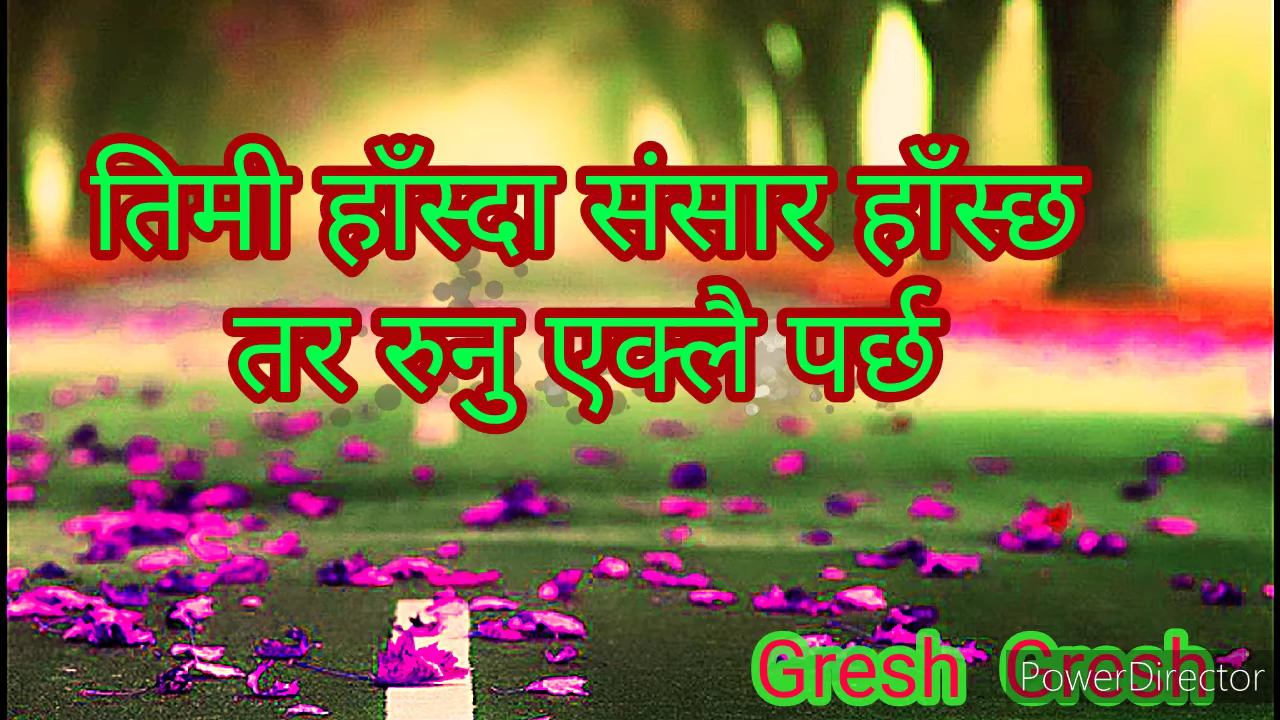 तिमी हाँस्दा संसार हाँस्छ
तर रुनु एक्लै पर्छ
Gresh Gresh
PowerDirector